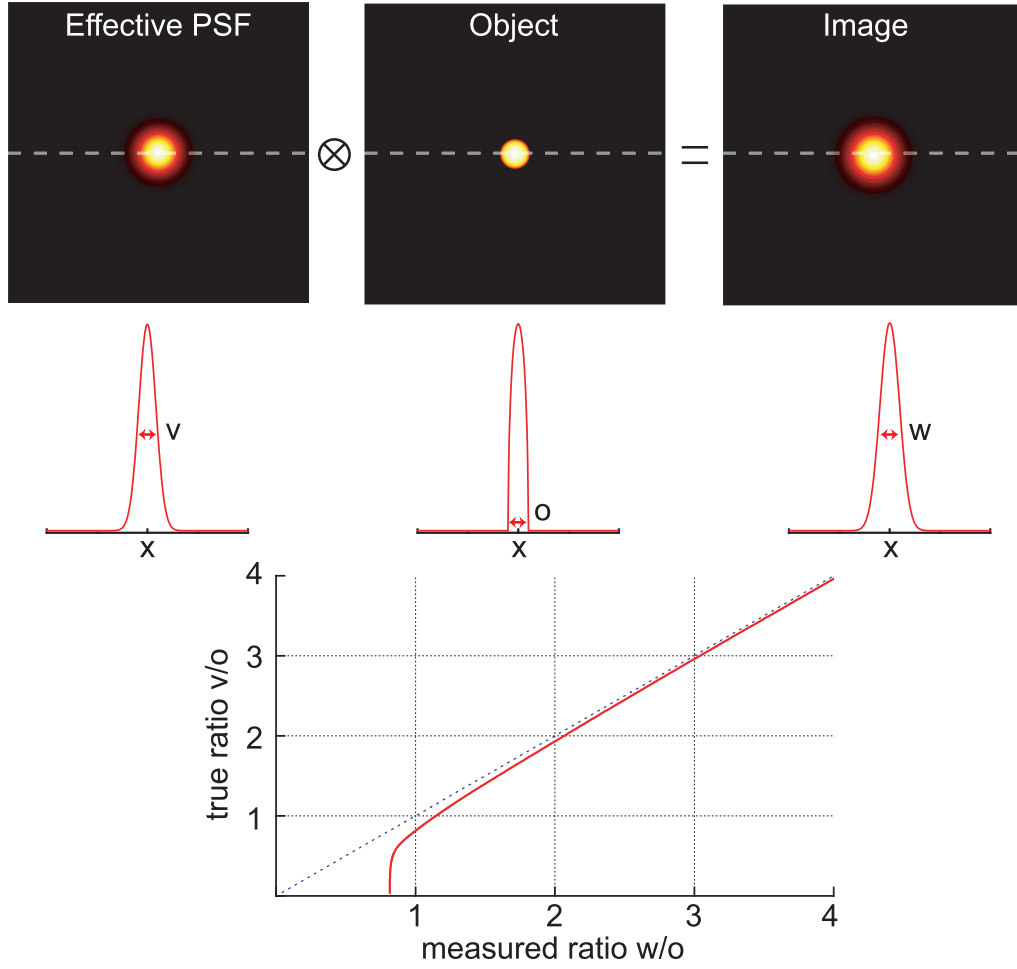 Effective PSF
Object
Image
⊗
=
v
o
w
x
x
x
4
3
2
1
true ratio v/o
1
2
3
4
measured ratio w/o